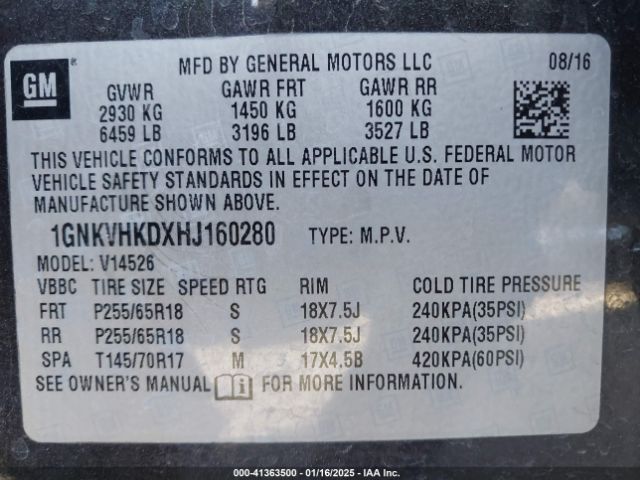 GM
MFD BY GENERAL MOTORS LLC 08/16
GVWR GAWR FRT GAWR RR
2930 KG 1450 KG 1600 KG
6459 LB 3196 LB 3527 LB
THIS VEHICLE CONFORMS TO ALL APPLICABLE U.S. FEDERAL MOTOR
VEHICLE SAFETY STANDARDS IN EFFECT ON THE DATE OF
MANUFACTURE SHOWN ABOVE.
1GNKVHKDXHJ160280 TYPE: M.P.V.
MODEL: V14526
VBBC TIRE SIZE SPEED RTG RIM COLD TIRE PRESSURE
FRT P255/65R18 S 18X7.5J 240KPA(35PSI)
RR P255/65R18 S 18X7.5J 240KPA(35PSI)
SPA T145/70R17 M 17X4.5B 420KPA(60PSI)
SEE OWNER'S MANUAL FOR MORE INFORMATION.
000-41363500 - 01/16/2025 - IAA Inc.